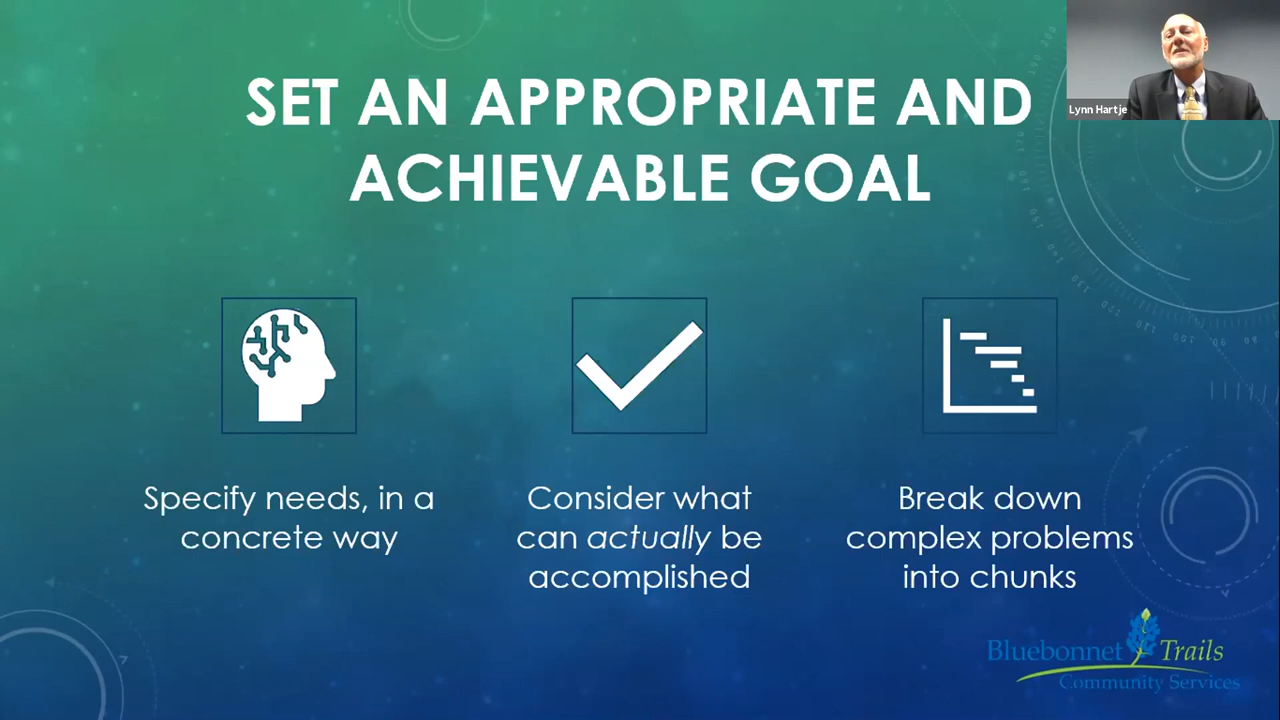 SET AN APPROPRIATE AND
ACHIEVABLE GOAL
Lynn Hartje
Specify needs, in a
concrete way
Consider what
can actually be
accomplished
Break down
complex problems
into chunks
Bluebonnet Trails
Community Services